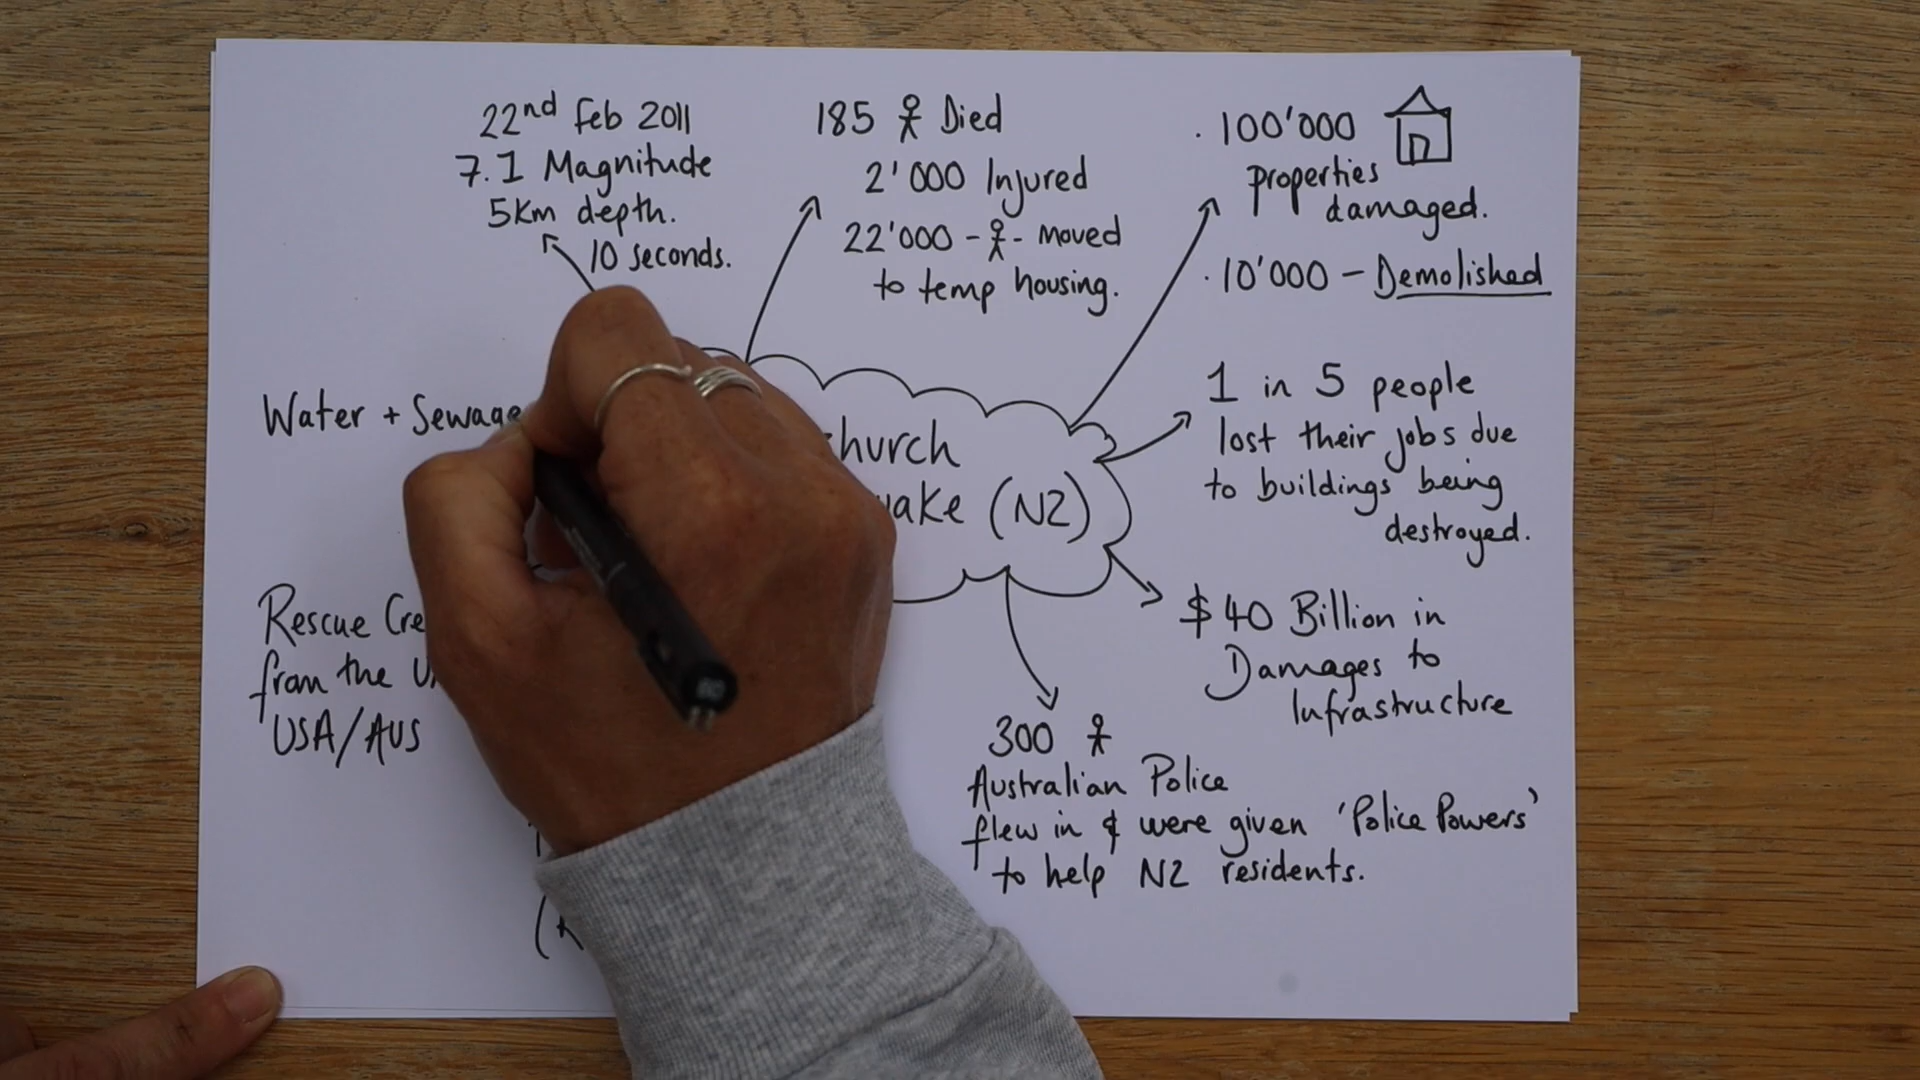 22nd Feb 2011
7.1 Magnitude
5km depth.
10 seconds.
185 Died
2'000 Injured
22'000 - - moved
to temp housing.
. 100'000
properties
damaged.
. 10'000 - Demolished
1 in 5 people
lost their jobs due
to buildings being
destroyed.
$40 Billion in
Damages to
Infrastructure
300
Australian Police
flew in & were given 'Police Powers'
to help NZ residents.
hurch
ake (NZ)
Water + Sewage
Rescue Cre
from the U
USA/AUS